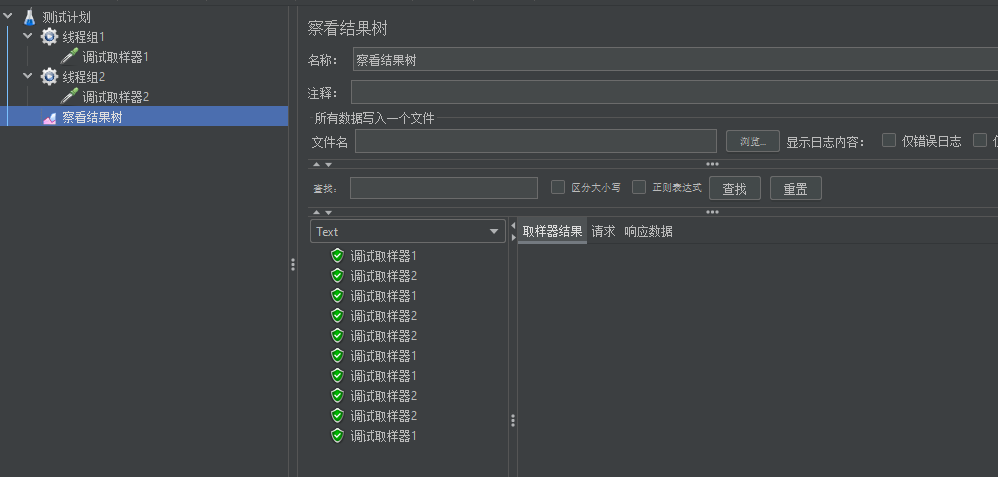 测试计划
线程组1
调试取样器1
线程组2
调试取样器2
察看结果树
察看结果树
名称： 察看结果树
注释：
所有数据写入一个文件
文件名 浏览... 显示日志内容： 仅错误日志
查找： 区分大小写 正则表达式 查找 重置
Text
取样器结果 请求 响应数据
调试取样器1
调试取样器2
调试取样器1
调试取样器2
调试取样器2
调试取样器1
调试取样器1
调试取样器2
调试取样器2
调试取样器1